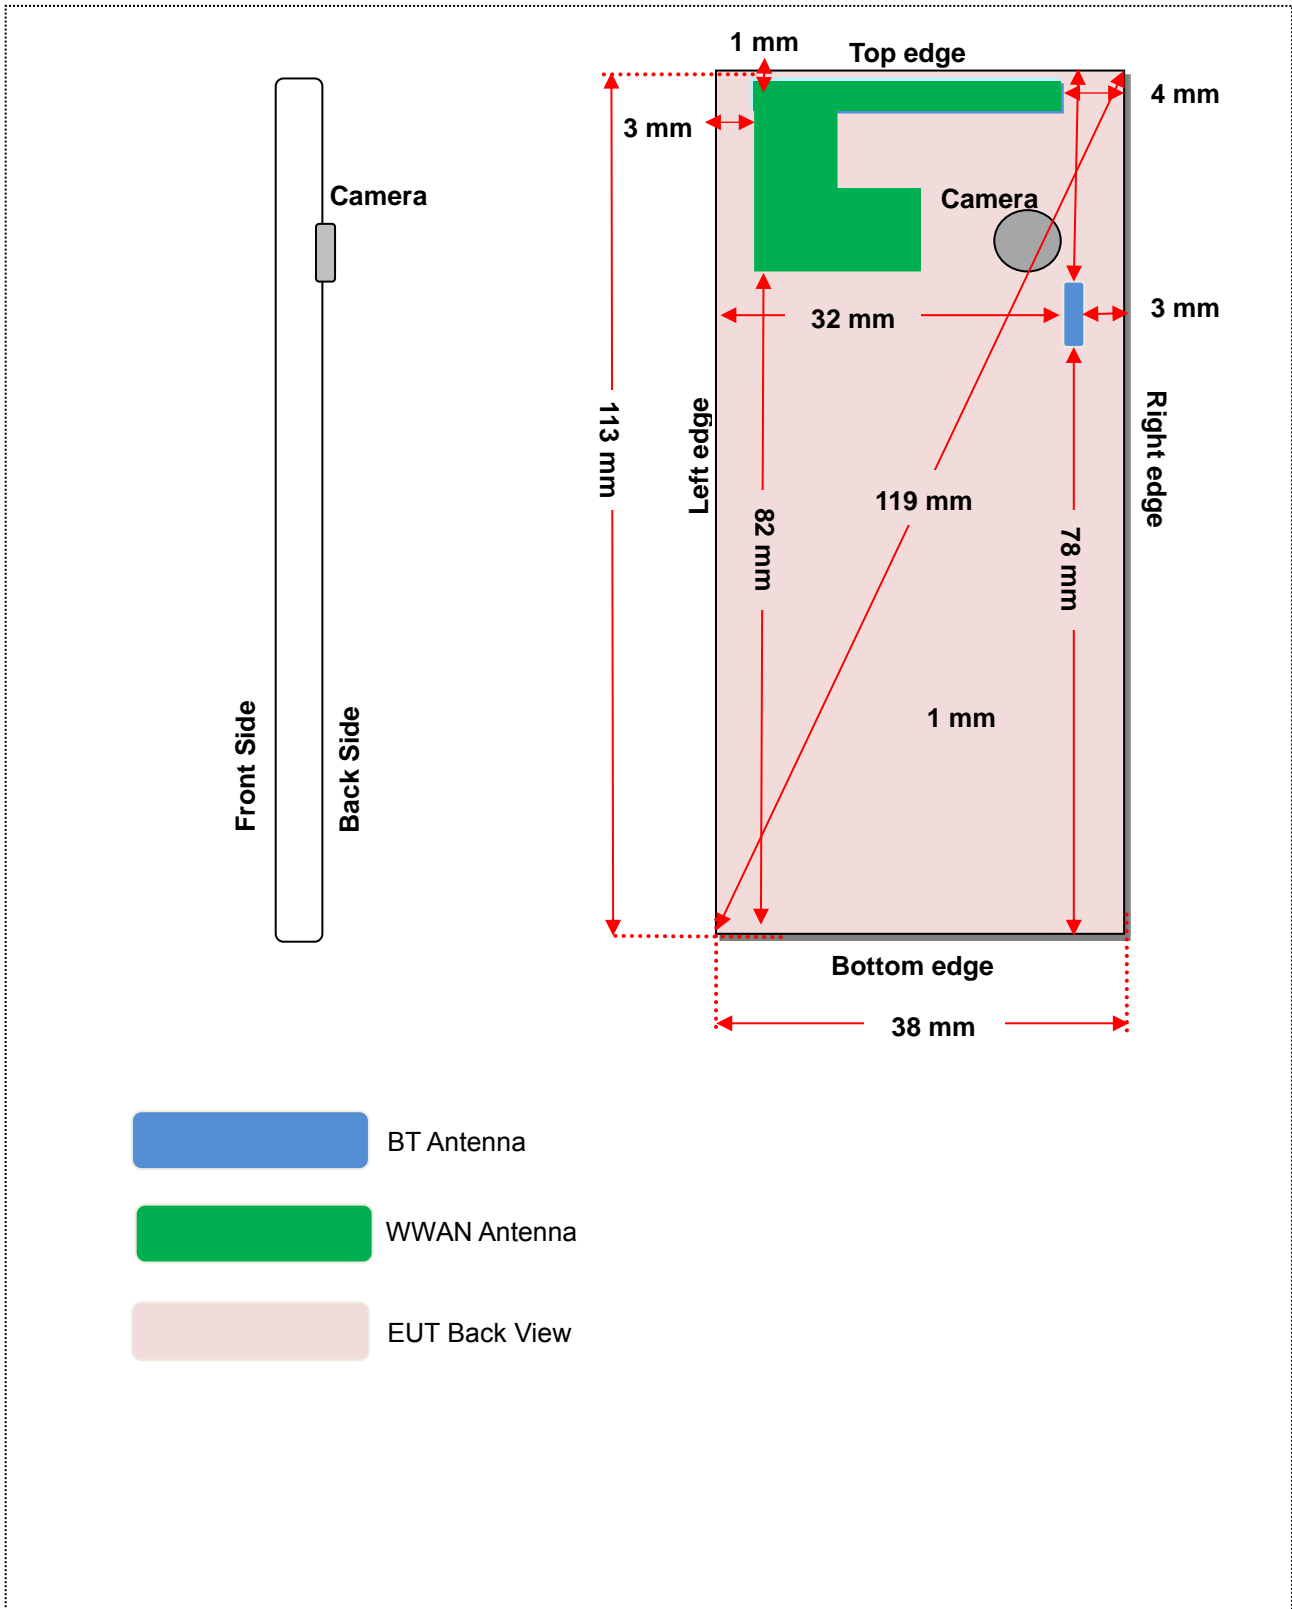 1 mm
Top edge
4 mm
3 mm
Camera
Camera
3 mm
32 mm
113 mm
Left edge
Right edge
119 mm
82 mm
78 mm
Front Side
Back Side
1 mm
Bottom edge
38 mm
BT Antenna
WWAN Antenna
EUT Back View